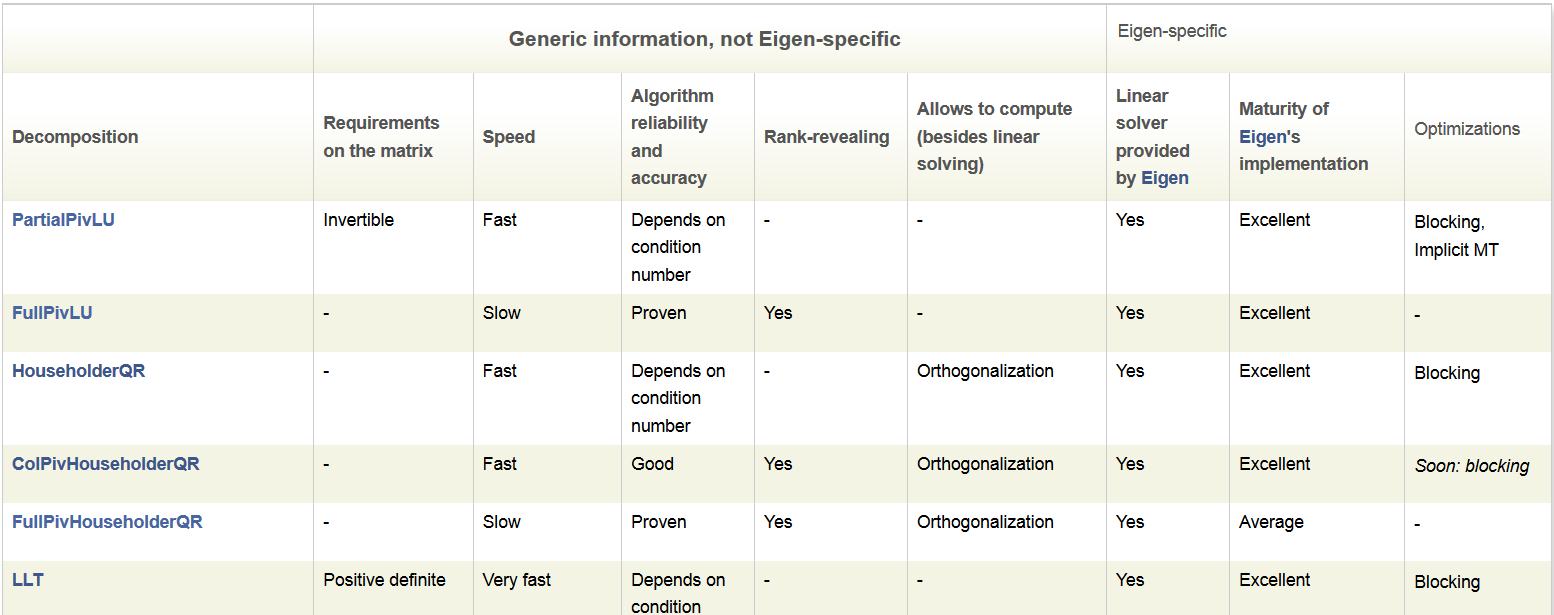 Generic information, not Eigen-specific Eigen-specific
Decomposition Requirements on the matrix Speed Algorithm reliability and accuracy Rank-revealing Allows to compute (besides linear solving) Linear solver provided by Eigen Maturity of Eigen's implementation Optimizations
PartialPivLU Invertible Fast Depends on condition number - - Yes Excellent Blocking, Implicit MT
FullPivLU - Slow Proven Yes - Yes Excellent -
HouseholderQR - Fast Depends on condition number - Orthogonalization Yes Excellent Blocking
ColPivHouseholderQR - Fast Good Yes Orthogonalization Yes Excellent Soon: blocking
FullPivHouseholderQR - Slow Proven Yes Orthogonalization Yes Average -
LLT Positive definite Very fast Depends on condition - - Yes Excellent Blocking